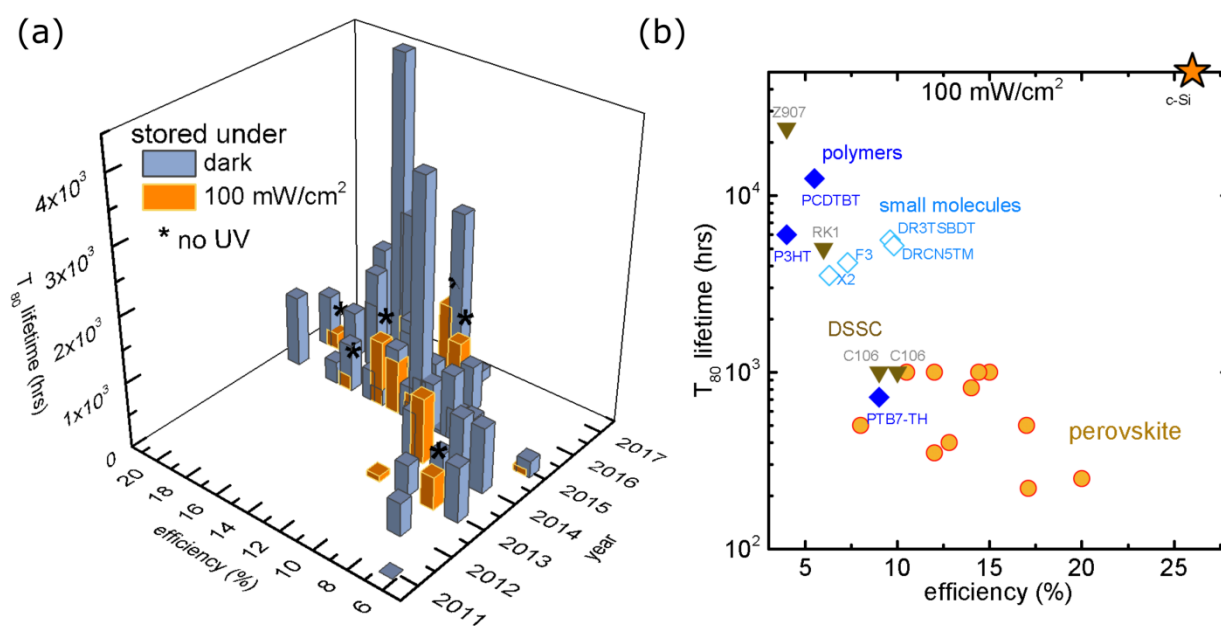 (a)
stored under
dark
100 mW/cm²
* no UV
T₈₀ lifetime (hrs)
4x10³
3x10³
2x10³
1x10³
0
20
18
16
14
12
10
8
6
efficiency (%)
2011
2012
2013
2014
2015
2016
2017
year
(b)
100 mW/cm²
c-Si
Z907
polymers
PCDTBT
small molecules
DR3TSBDT
RK1
P3HT
DRCN5TM
F3
X2
DSSC
C106 C106
PTB7-TH
perovskite
T₈₀ lifetime (hrs)
10⁴
10³
10²
5 10 15 20 25
efficiency (%)